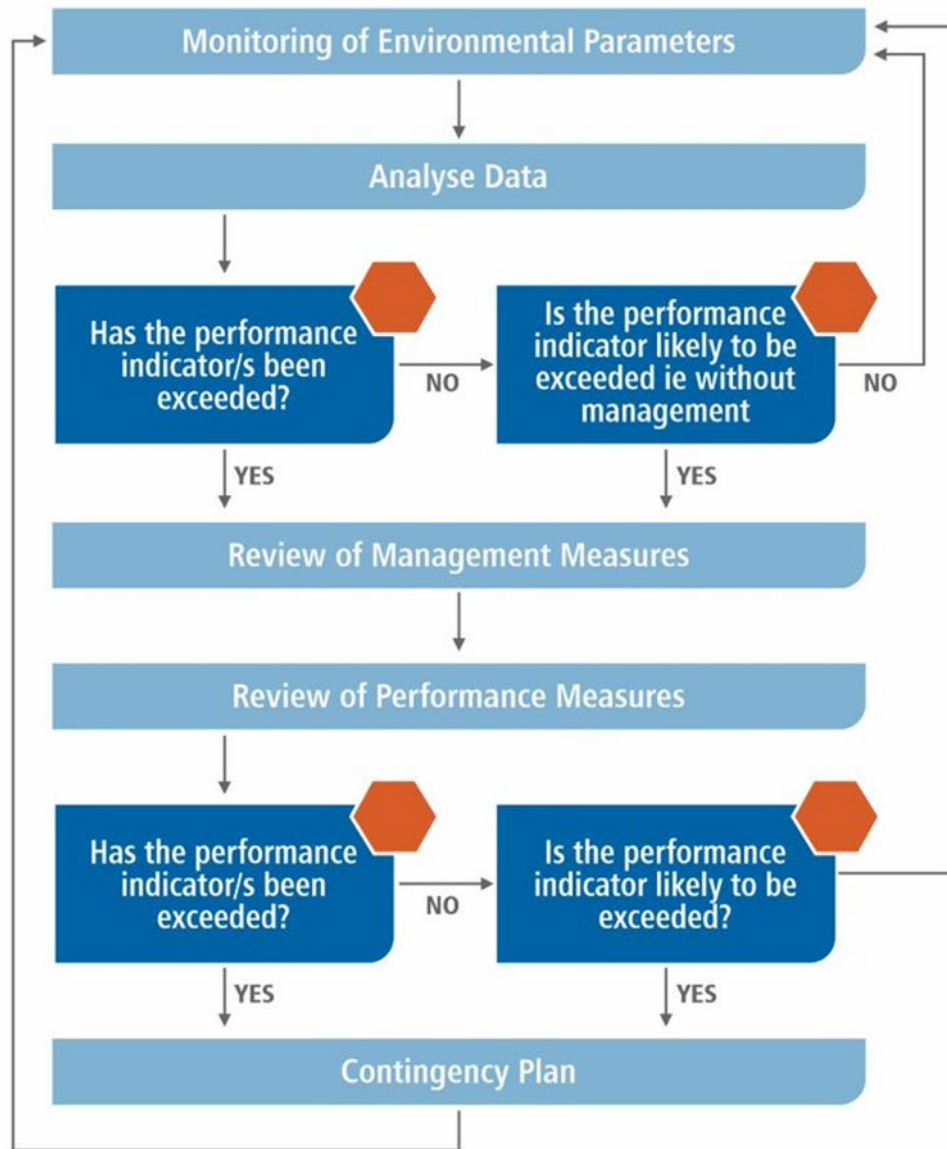 Monitoring of Environmental Parameters
Analyse Data
Has the performance
indicator/s been
exceeded?
NO
Is the performance
indicator likely to be
exceeded ie without
management
NO
YES
YES
Review of Management Measures
Review of Performance Measures
Has the performance
indicator/s been
exceeded?
NO
Is the performance
indicator likely to be
exceeded?
YES
YES
Contingency Plan